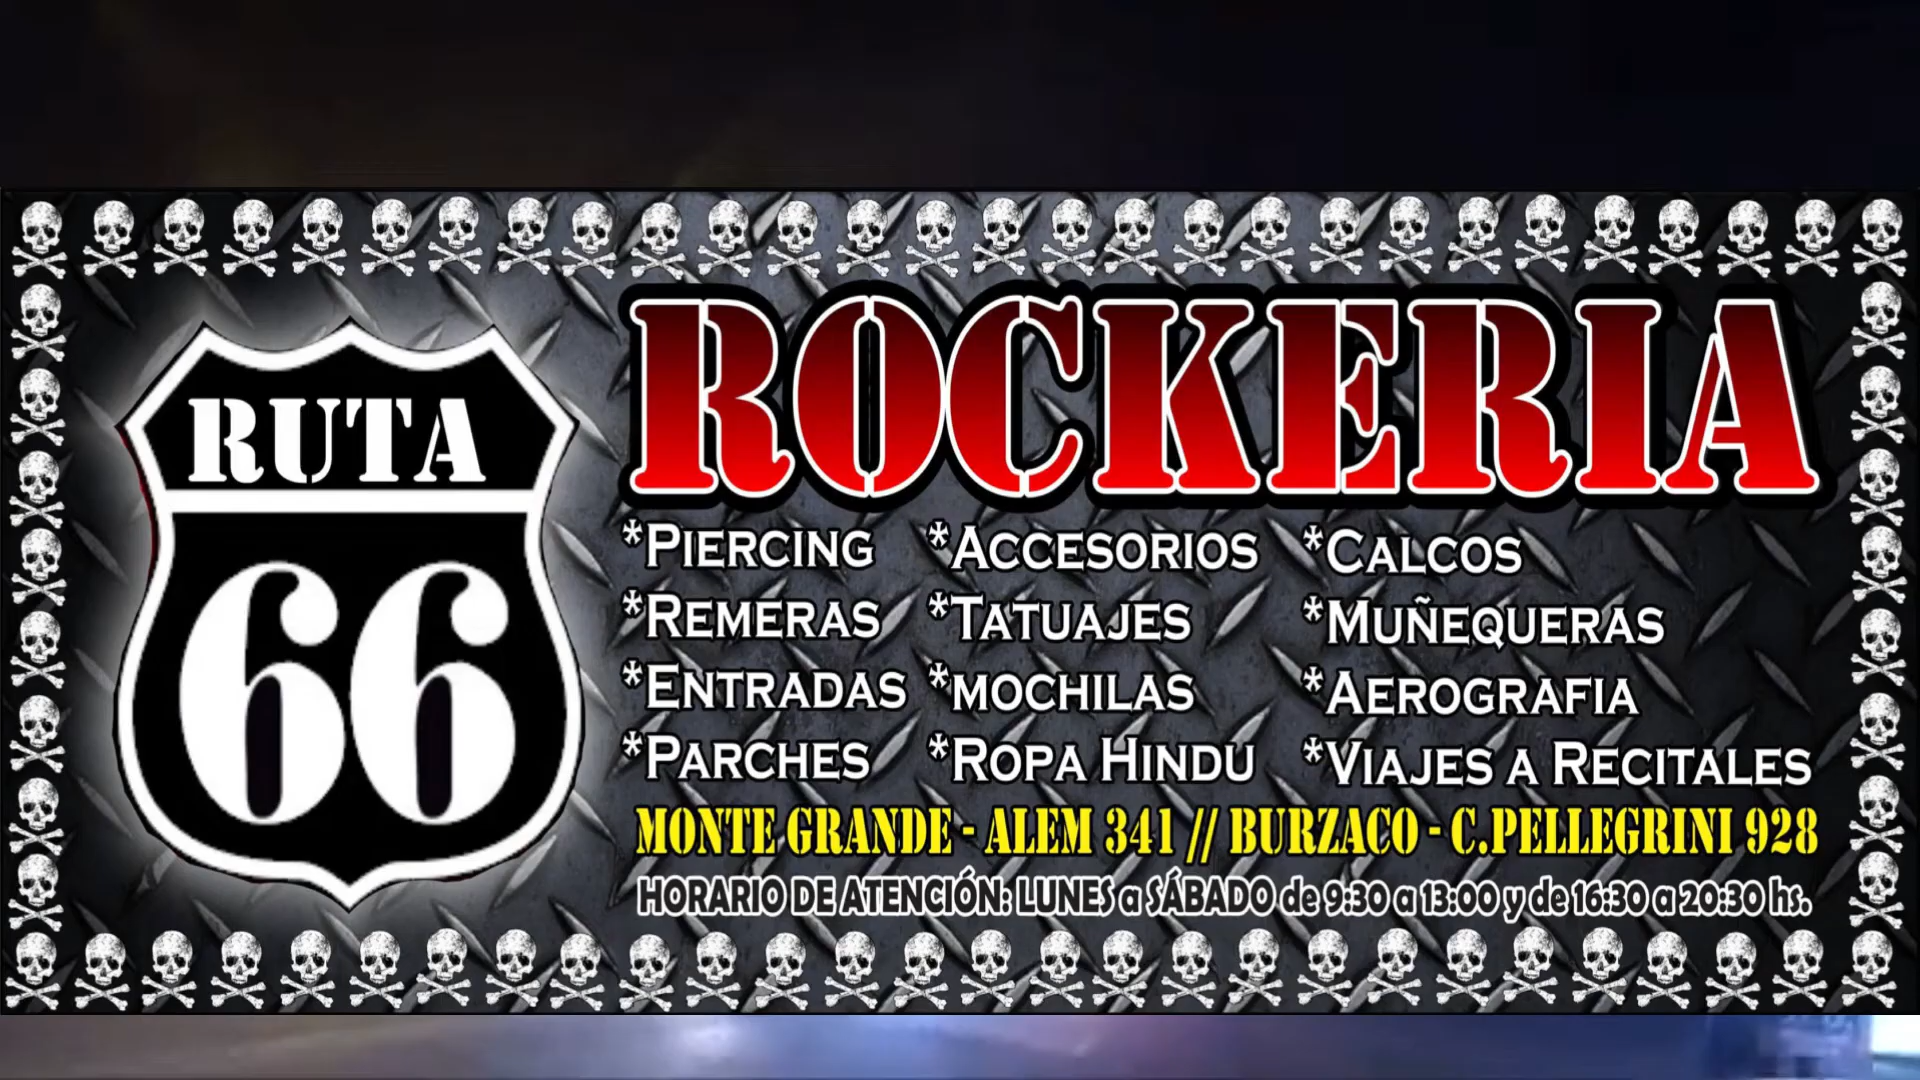 RUTA
66
ROCKERIA
*PIERCING *ACCESORIOS *CALCOS
*REMERAS *TATUAJES *MUÑEQUERAS
*ENTRADAS *MOCHILAS *AEROGRAFIA
*PARCHES *ROPA HINDU *VIAJES A RECITALES
MONTE GRANDE - ALEM 341 // BURZACO - C.PELLEGRINI 928
HORARIO DE ATENCIÓN: LUNES a SÁBADO de 9:30 a 13:00 y de 16:30 a 20:30 hs.